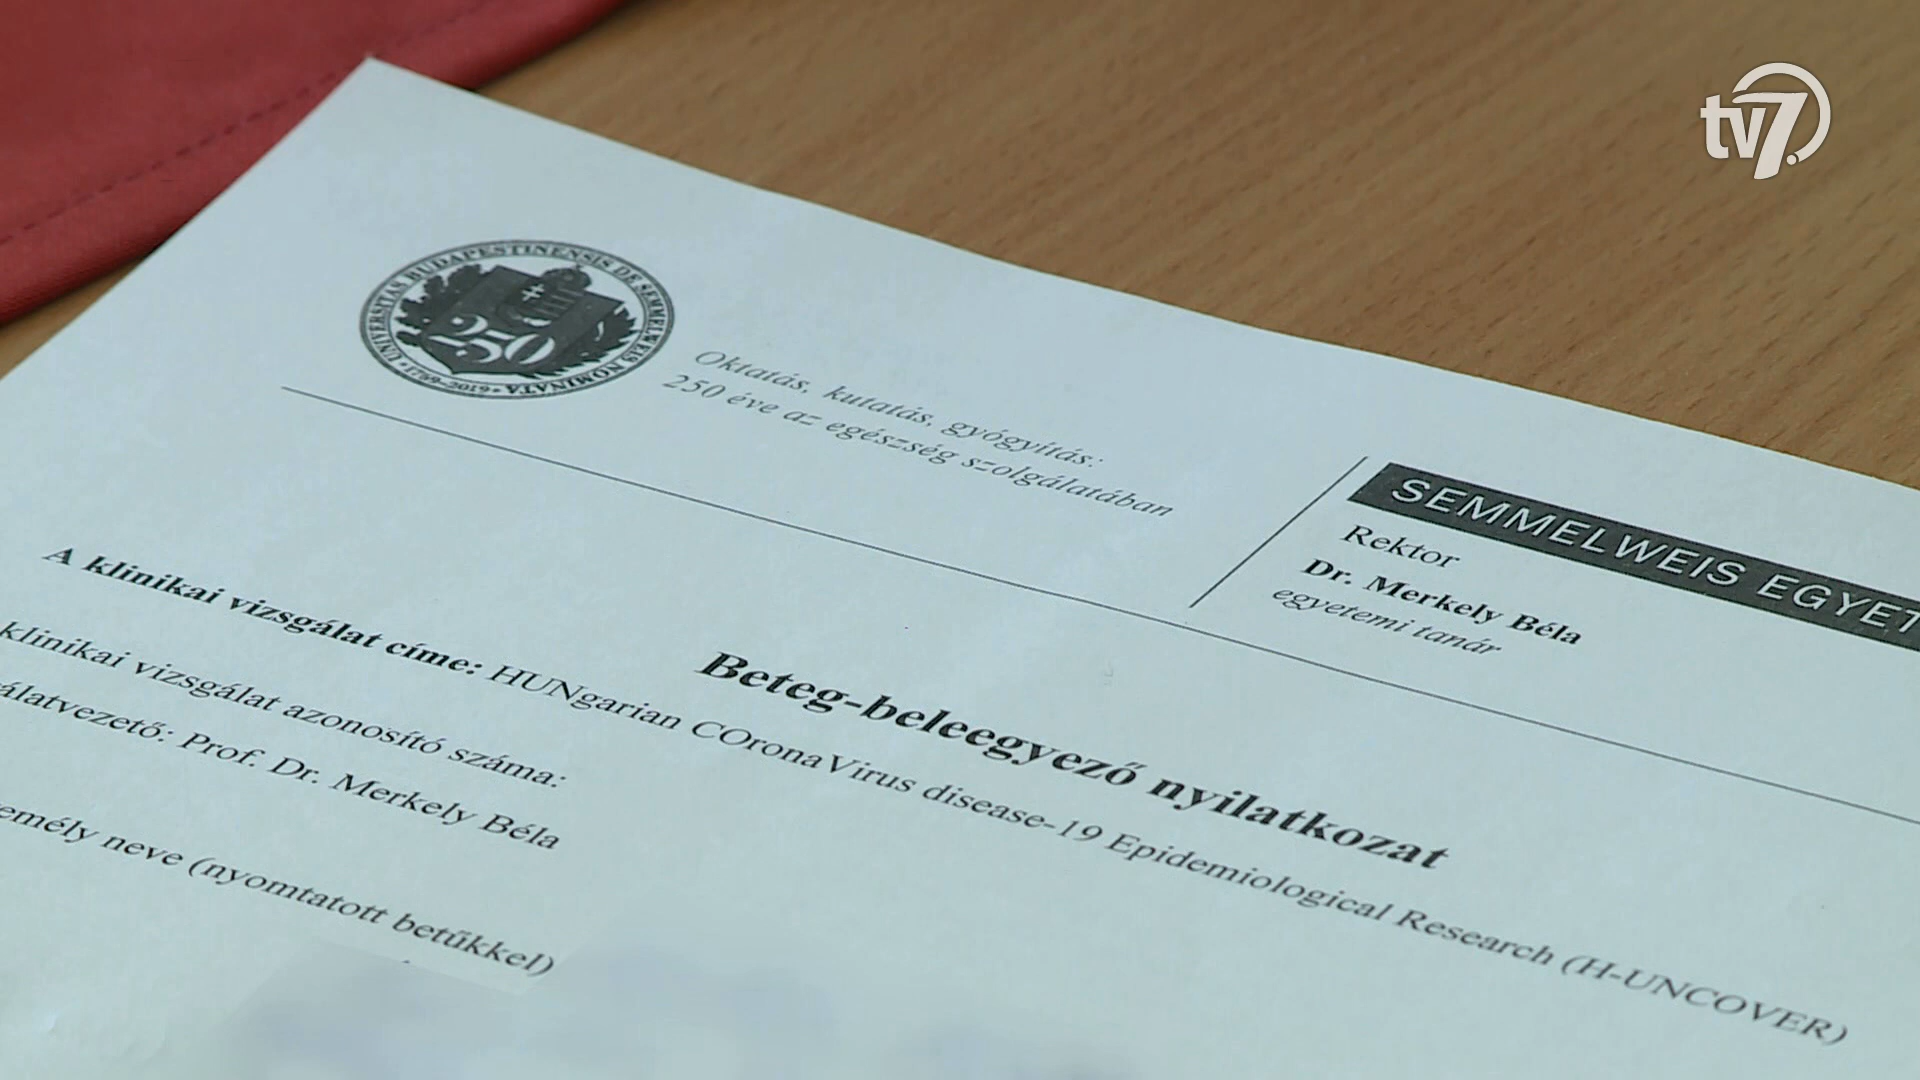 tv7
UNIVERSITAS BUDAPESTINENSIS DE SEMMELWEIS NOMINATA
250
1769-2019
Oktatás, kutatás, gyógyítás:
250 éve az egészség szolgálatában
SEMMELWEIS EGYET
Rektor
Dr. Merkely Béla
egyetemi tanár
Beteg-beleegyező nyilatkozat
A klinikai vizsgálat címe: HUNgarian COronaVirus disease-19 Epidemiological Research (H-UNCOVER)
klinikai vizsgálat azonosító száma:
álatvezető: Prof. Dr. Merkely Béla
emély neve (nyomtatott betűkkel)